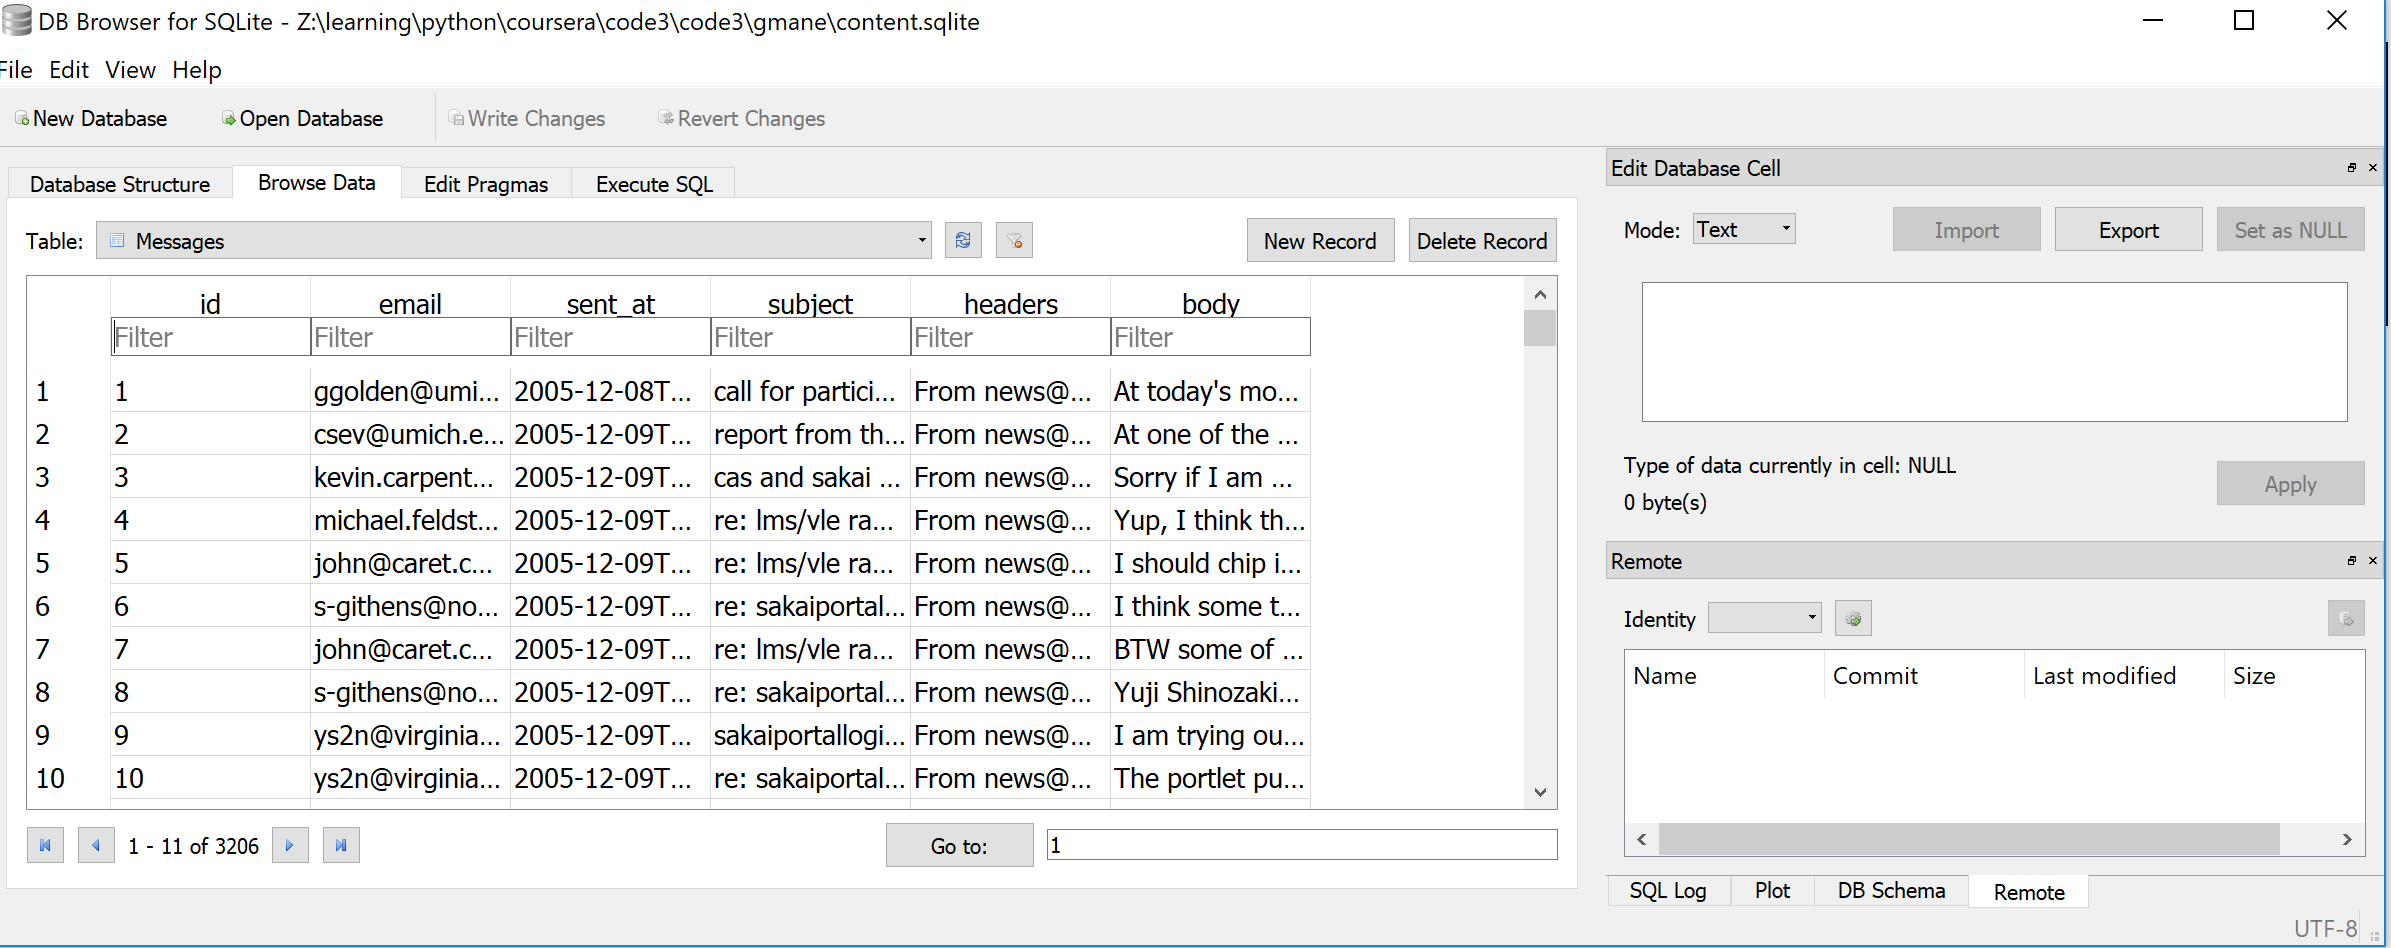 DB Browser for SQLite - Z:\learning\python\coursera\code3\code3\gmane\content.sqlite
File Edit View Help
New Database Open Database Write Changes Revert Changes
Database Structure Browse Data Edit Pragmas Execute SQL
Table: Messages New Record Delete Record
id email sent_at subject headers body
Filter Filter Filter Filter Filter Filter
1 1 ggolden@umi... 2005-12-08T... call for partici... From news@... At today's mo...
2 2 csev@umich.e... 2005-12-09T... report from th... From news@... At one of the ...
3 3 kevin.carpent... 2005-12-09T... cas and sakai ... From news@... Sorry if I am ...
4 4 michael.feldst... 2005-12-09T... re: lms/vle ra... From news@... Yup, I think th...
5 5 john@caret.c... 2005-12-09T... re: lms/vle ra... From news@... I should chip i...
6 6 s-githens@no... 2005-12-09T... re: sakaiportal... From news@... I think some t...
7 7 john@caret.c... 2005-12-09T... re: lms/vle ra... From news@... BTW some of ...
8 8 s-githens@no... 2005-12-09T... re: sakaiportal... From news@... Yuji Shinozaki...
9 9 ys2n@virginia... 2005-12-09T... sakaiportallogi... From news@... I am trying ou...
10 10 ys2n@virginia... 2005-12-09T... re: sakaiportal... From news@... The portlet pu...
1 - 11 of 3206 Go to: 1
Edit Database Cell
Mode: Text Import Export Set as NULL
Type of data currently in cell: NULL
0 byte(s)
Apply
Remote
Identity
Name Commit Last modified Size
SQL Log Plot DB Schema Remote
UTF-8